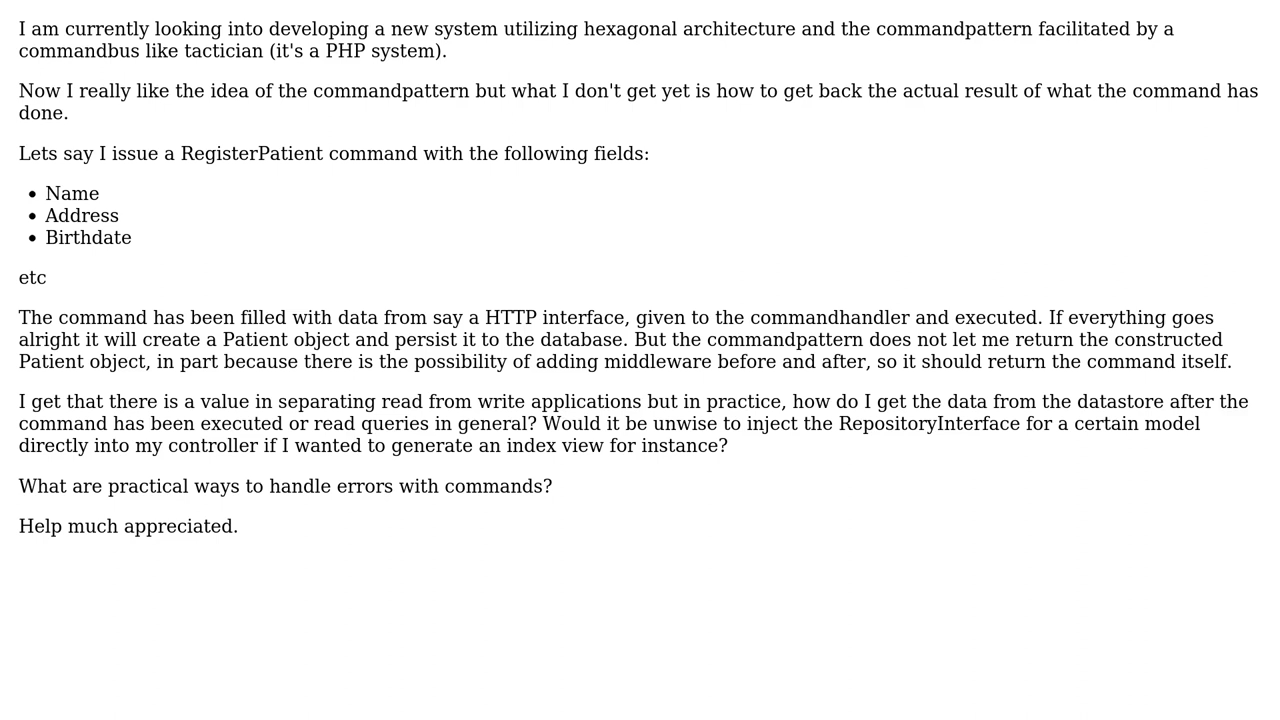 I am currently looking into developing a new system utilizing hexagonal architecture and the commandpattern facilitated by a
commandbus like tactician (it's a PHP system).
Now I really like the idea of the commandpattern but what I don't get yet is how to get back the actual result of what the command has
done.
Lets say I issue a RegisterPatient command with the following fields:
• Name
• Address
• Birthdate
etc
The command has been filled with data from say a HTTP interface, given to the commandhandler and executed. If everything goes
alright it will create a Patient object and persist it to the database. But the commandpattern does not let me return the constructed
Patient object, in part because there is the possibility of adding middleware before and after, so it should return the command itself.
I get that there is a value in separating read from write applications but in practice, how do I get the data from the datastore after the
command has been executed or read queries in general? Would it be unwise to inject the RepositoryInterface for a certain model
directly into my controller if I wanted to generate an index view for instance?
What are practical ways to handle errors with commands?
Help much appreciated.